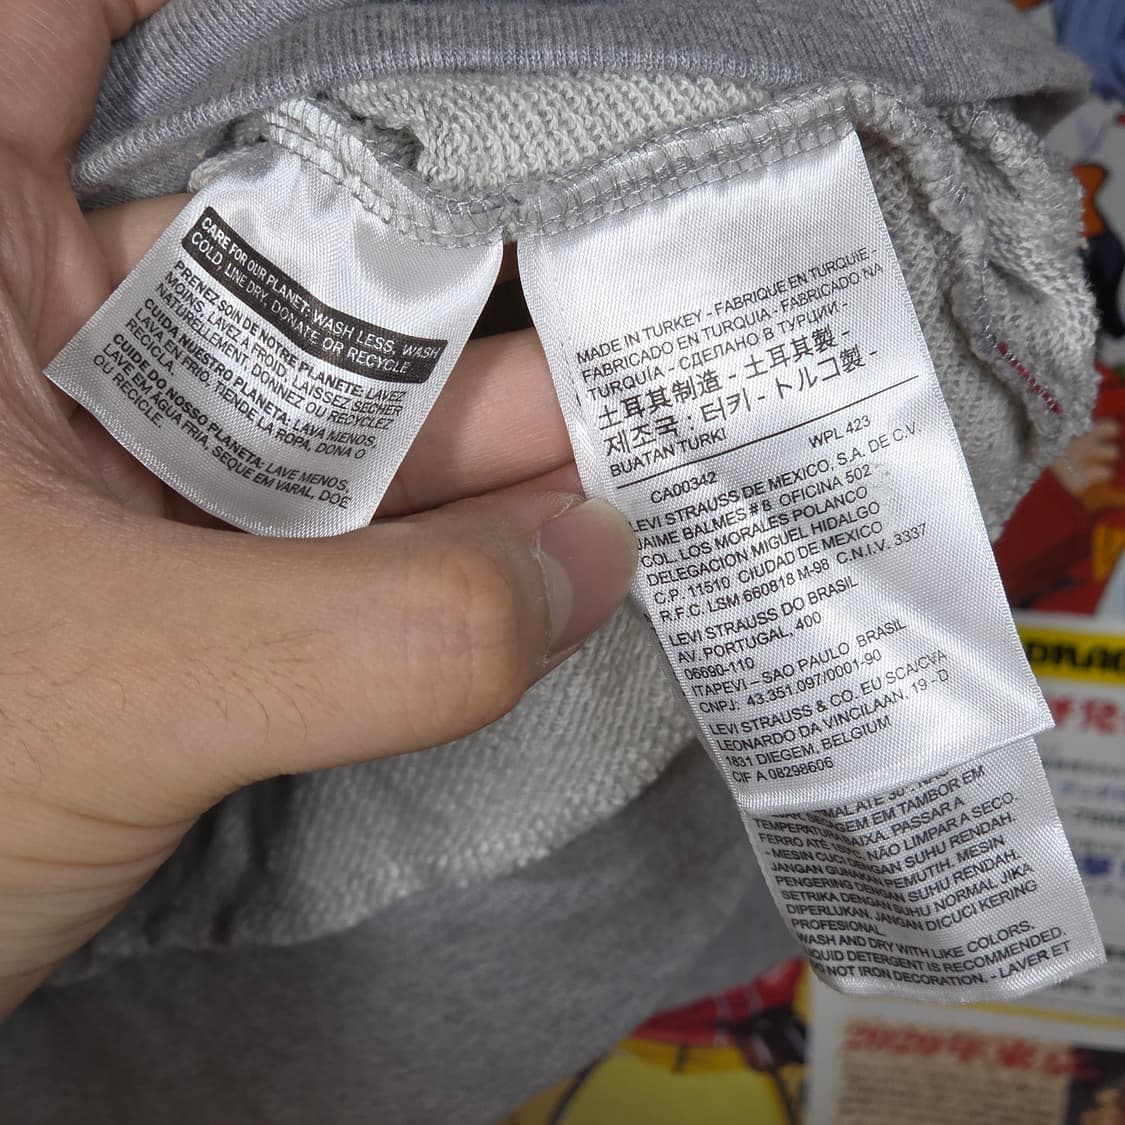 CARE FOR OUR PLANET: WASH LESS, WASH
COLD, LINE DRY, DONATE OR RECYCLE.
PRENEZ SOIN DE NOTRE PLANETE: LAVEZ
MOINS, LAVEZ À FROID, LAISSEZ SÉCHER
NATURELLEMENT, DONNEZ OU RECYCLEZ
CUIDA NUESTRO PLANETA. LAVA MENOS,
LAVA EN FRÍO, TIENDE LA ROPA, DONA O
RECICLA.
CUIDE DO NOSSO PLANETA: LAVE MENOS,
LAVE EM ÁGUA FRIA, SEQUE EM VARAL, DOE
OU RECICLE.
MADE IN TURKEY - FABRIQUE EN TURQUIE -
FABRICADO EN TURQUIA - FABRICADO NA
TURQUIA - СДЕЛАНО В ТУРЦИИ -
土耳其制造 - 土耳其製 -
제조국 : 터키 - トルコ製 -
BUATAN TURKI
WPL 423
CA00342
LEVI STRAUSS DE MEXICO, S.A. DE C.V.
JAIME BALMES # 8 OFICINA 502
COL. LOS MORALES POLANCO
DELEGACION MIGUEL HIDALGO
C.P. 11510 CIUDAD DE MEXICO
R.F.C. LSM 660818 M-98 C.N.I.V. 3337
LEVI STRAUSS DO BRASIL
AV. PORTUGAL, 400
06690-110
ITAPEVI – SAO PAULO BRASIL
CNPJ: 43.351.097/0001-90
LEVI STRAUSS & CO. EU SCA/CVA
LEONARDO DA VINCILAAN, 19 - D
1831 DIEGEM, BELGIUM
CIF A 08298606
SECAGEM EM TAMBOR EM
TEMPERATURA BAIXA. PASSAR A
FERRO ATÉ 150°C. NÃO LIMPAR A SECO.
- MESIN CUCI DENGAN SUHU RENDAH.
JANGAN GUNAKAN PEMUTIH. MESIN
PENGERING DENGAN SUHU RENDAH.
SETRIKA DENGAN SUHU NORMAL JIKA
DIPERLUKAN. JANGAN DICUCI KERING
PROFESIONAL.
WASH AND DRY WITH LIKE COLORS.
LIQUID DETERGENT IS RECOMMENDED.
DO NOT IRON DECORATION. - LAVER ET